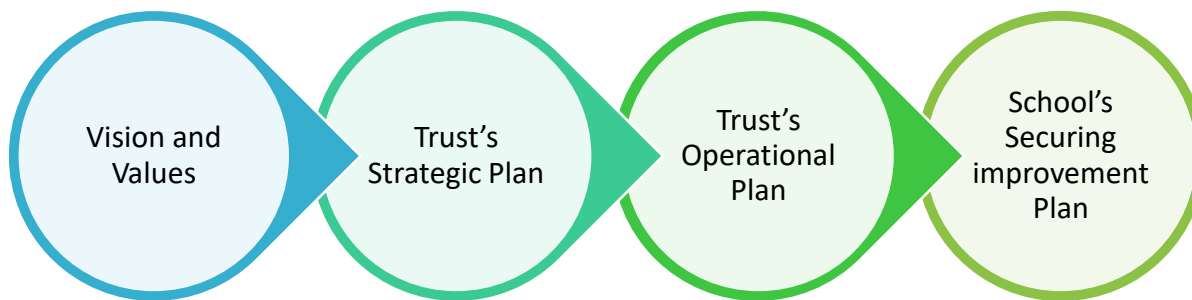 Vision and
Values
Trust’s
Strategic Plan
Trust’s
Operational
Plan
School’s
Securing
improvement
Plan